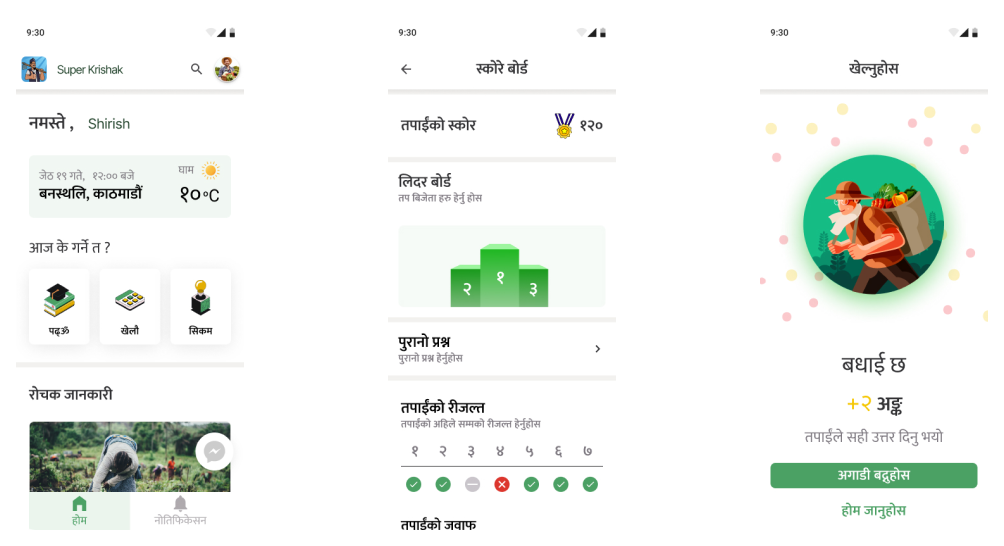 9:30
Super Krishak
नमस्ते , Shirish
जेठ १९ गते, १२:०० बजे
घाम
बनस्थलि, काठमाडौं
१०°C
आज के गर्ने त ?
पढ्ऊँ
खेलौ
सिकम
रोचक जानकारी
होम
नोतिफिकेसन
9:30
स्कोरे बोर्ड
तपाईंको स्कोर
१२०
लिदर बोर्ड
तप बिजेता हरु हेर्नु होस
२ १ ३
पुरानो प्रश्न
पुरानो प्रश्न हेर्नुहोस
तपाईंको रीजल्त
तपाईंको अहिले सम्मको रीजल्त हेर्नुहोस
१ २ ३ ४ ५ ६ ७
तपाईंको जवाफ
9:30
खेल्नुहोस
बधाई छ
+२ अङ्क
तपाईंले सही उत्तर दिनु भयो
अगाडी बढ्नुहोस
होम जानुहोस